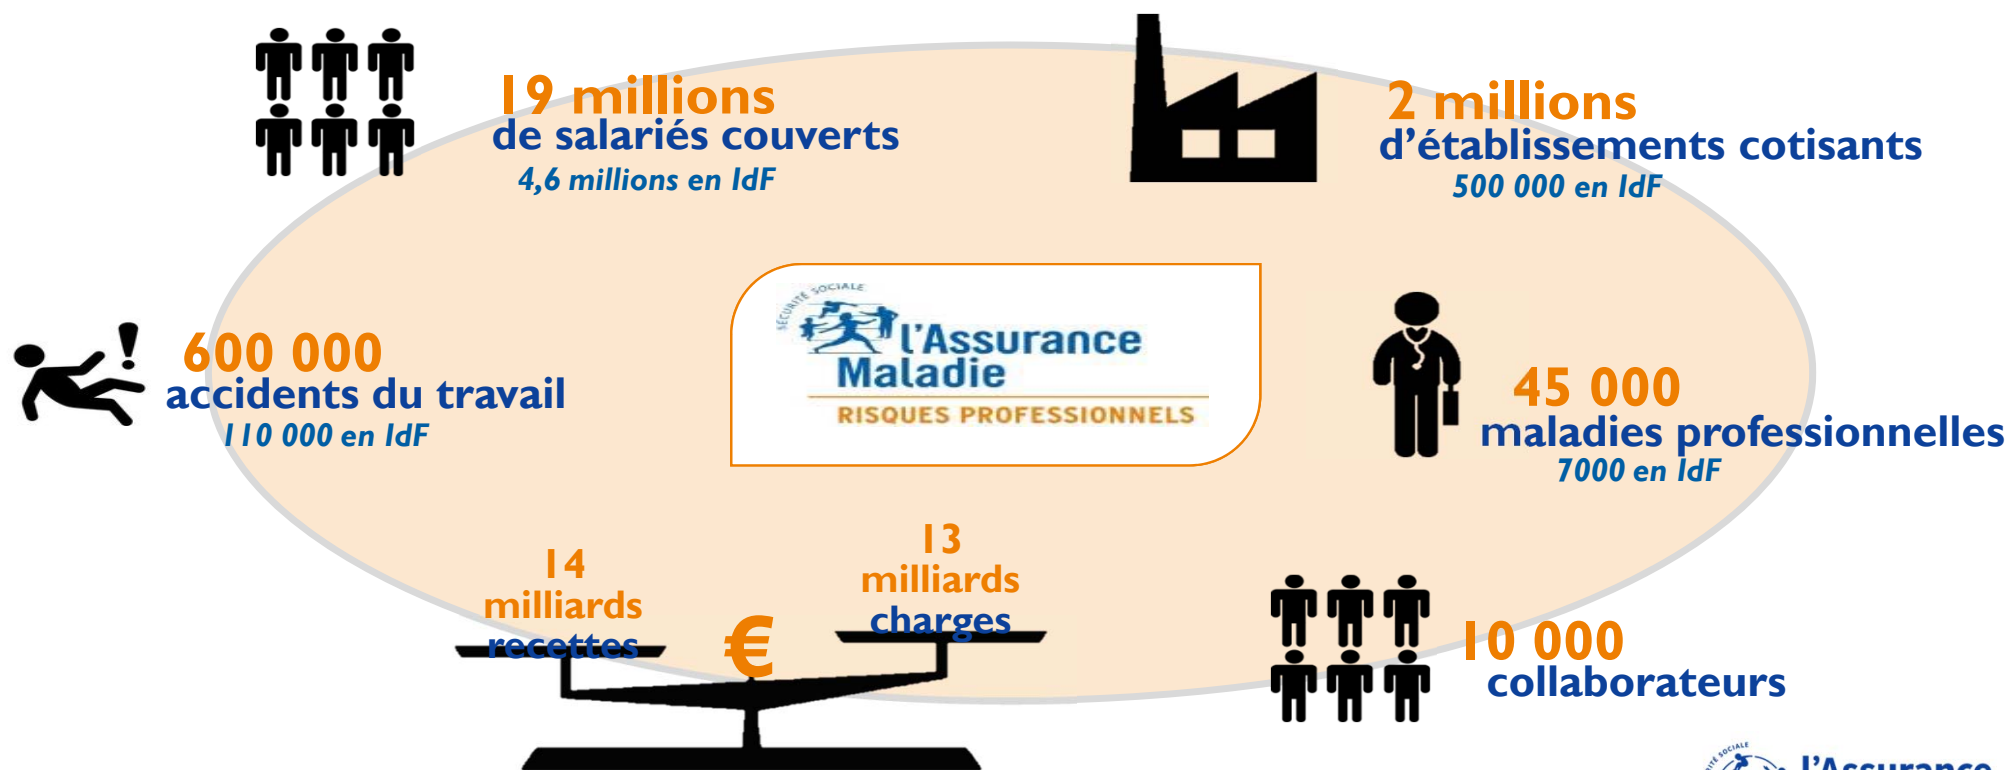 19 millions
de salariés couverts
4,6 millions en IdF
2 millions
d'établissements cotisants
500 000 en IdF
SÉCURITÉ SOCIALE
l'Assurance
Maladie
RISQUES PROFESSIONNELS
600 000
accidents du travail
110 000 en IdF
45 000
maladies professionnelles
7000 en IdF
14
milliards
recettes
€
13
milliards
charges
10 000
collaborateurs
SOCIALE
l'Assurance